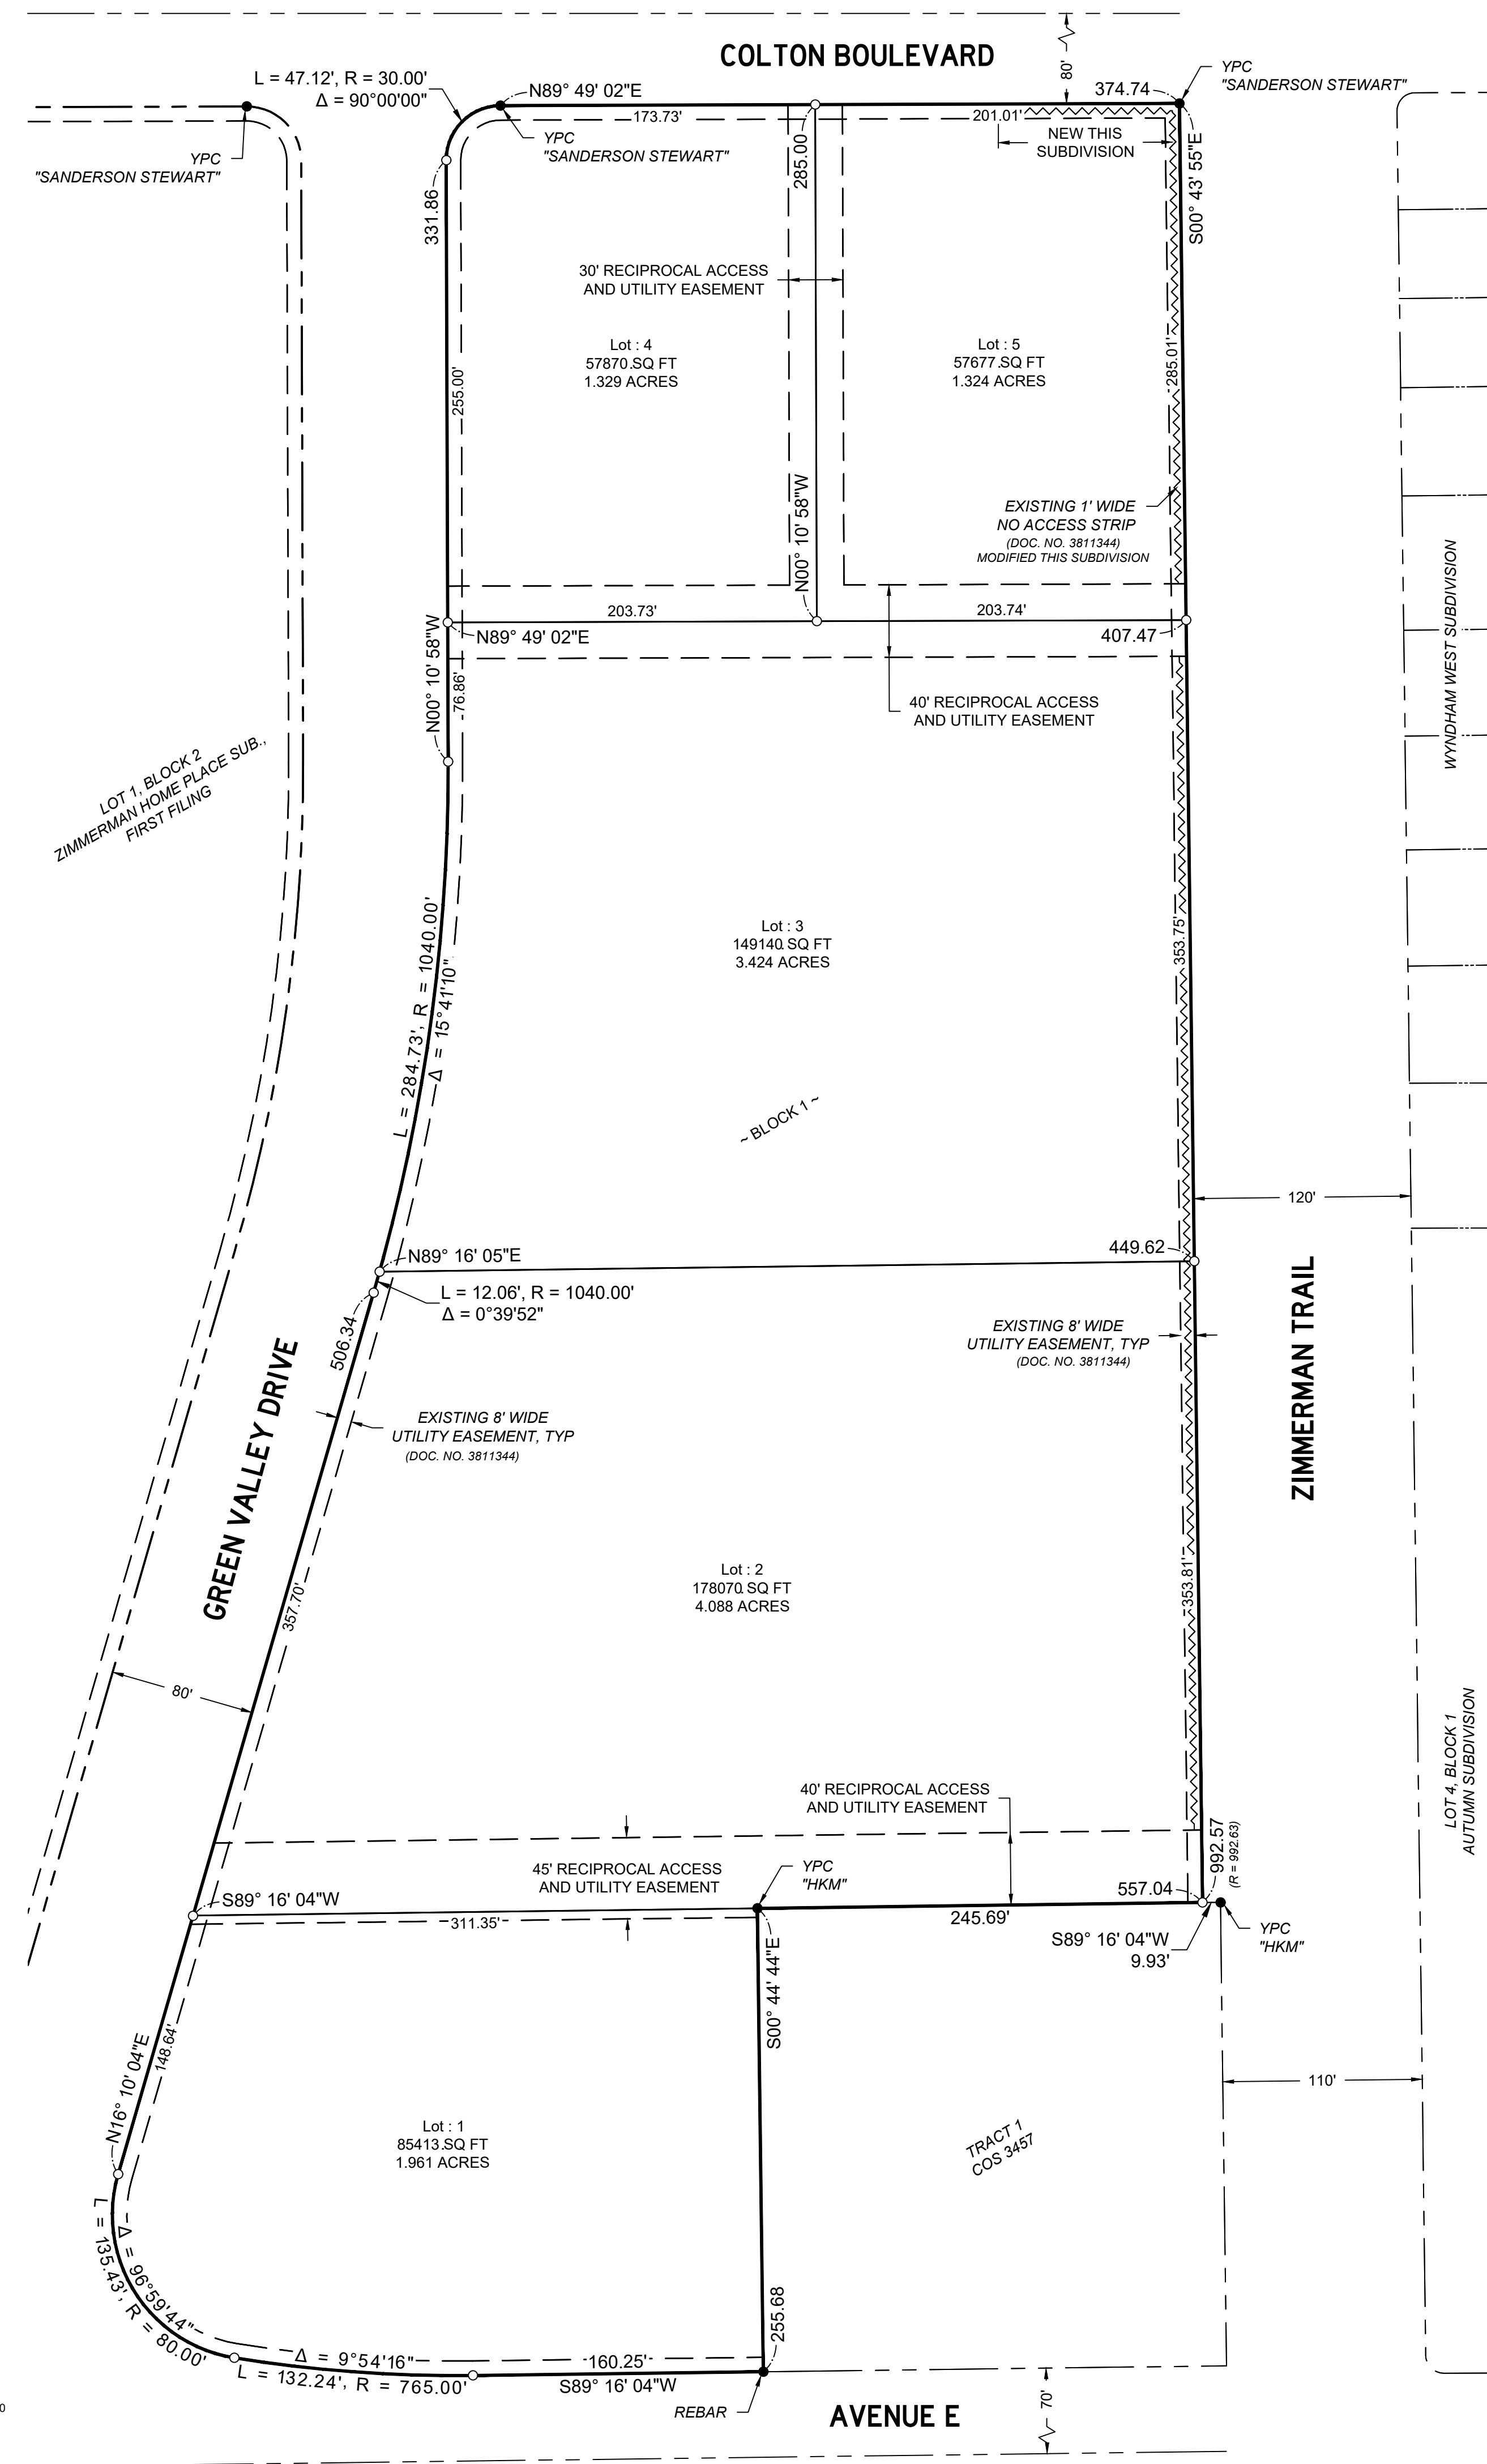 COLTON BOULEVARD
80'
YPC
"SANDERSON STEWART"
L = 47.12', R = 30.00'
Δ = 90°00'00"
N89° 49' 02"E
374.74
173.73'
201.01'
YPC
"SANDERSON STEWART"
YPC
"SANDERSON STEWART"
NEW THIS
SUBDIVISION
285.00
331.86
S00° 43' 55"E
30' RECIPROCAL ACCESS
AND UTILITY EASEMENT
Lot : 4
57870.SQ FT
1.329 ACRES
Lot : 5
57677.SQ FT
1.324 ACRES
255.00'
285.01'
N00° 10' 58"W
EXISTING 1' WIDE
NO ACCESS STRIP
(DOC. NO. 3811344)
MODIFIED THIS SUBDIVISION
203.73'
203.74'
N89° 49' 02"E
407.47
N00° 10' 58"W
76.86'
40' RECIPROCAL ACCESS
AND UTILITY EASEMENT
WYNDHAM WEST SUBDIVISION
LOT 1, BLOCK 2
ZIMMERMAN HOME PLACE SUB.,
FIRST FILING
Lot : 3
149140. SQ FT
3.424 ACRES
353.75'
L = 284.73', R = 1040.00'
Δ = 15°41'10"
~ BLOCK 1 ~
120'
N89° 16' 05"E
449.62
L = 12.06', R = 1040.00'
Δ = 0°39'52"
506.34
EXISTING 8' WIDE
UTILITY EASEMENT, TYP
(DOC. NO. 3811344)
ZIMMERMAN TRAIL
GREEN VALLEY DRIVE
EXISTING 8' WIDE
UTILITY EASEMENT, TYP
(DOC. NO. 3811344)
Lot : 2
178070. SQ FT
4.088 ACRES
353.81'
357.70'
80'
LOT 4, BLOCK 1
AUTUMN SUBDIVISION
40' RECIPROCAL ACCESS
AND UTILITY EASEMENT
45' RECIPROCAL ACCESS
AND UTILITY EASEMENT
YPC
"HKM"
992.57
(R = 992.63)
S89° 16' 04"W
557.04
311.35'
245.69'
S89° 16' 04"W
9.93'
YPC
"HKM"
S00° 44' 44"E
N16° 10' 04"E
148.64'
110'
Lot : 1
85413.SQ FT
1.961 ACRES
TRACT 1
COS 3457
L = 135.43', R = 80.00'
Δ = 96°59'44"
255.68
Δ = 9°54'16"
L = 132.24', R = 765.00'
160.25'
S89° 16' 04"W
REBAR
AVENUE E
70'
0